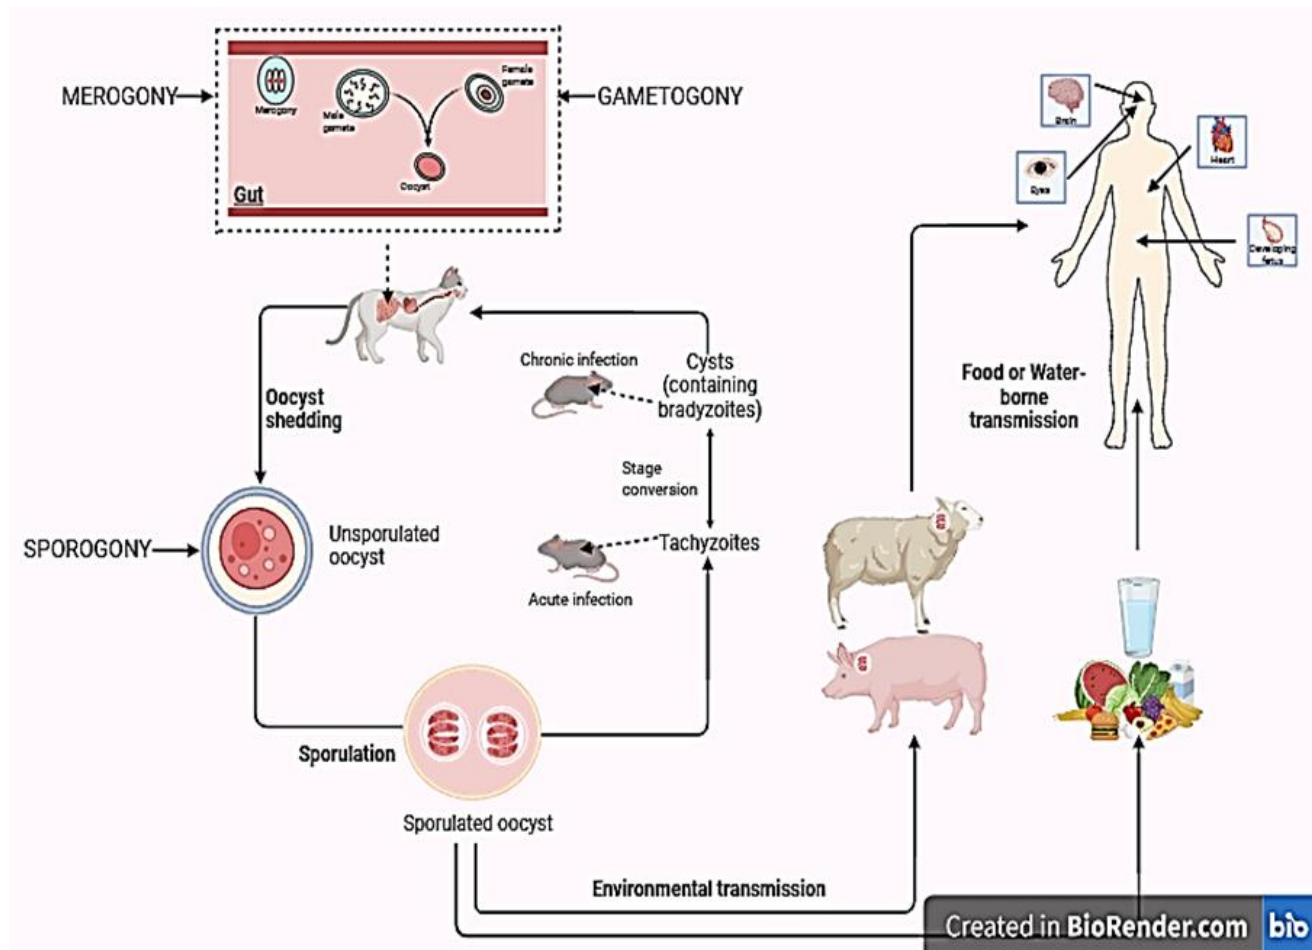 MEROGONY
Merogony
Male
gamete
Female
gamete
Oocyst
Gut
GAMETOGONY
Brain
Eyes
Heart
Developing
fetus
Oocyst
shedding
Chronic infection
Cysts
(containing
bradyzoites)
Stage
conversion
Tachyzoites
Acute infection
SPOROGONY
Unsporulated
oocyst
Sporulation
Sporulated oocyst
Food or Water-
borne
transmission
Environmental transmission
Created in BioRender.com bio